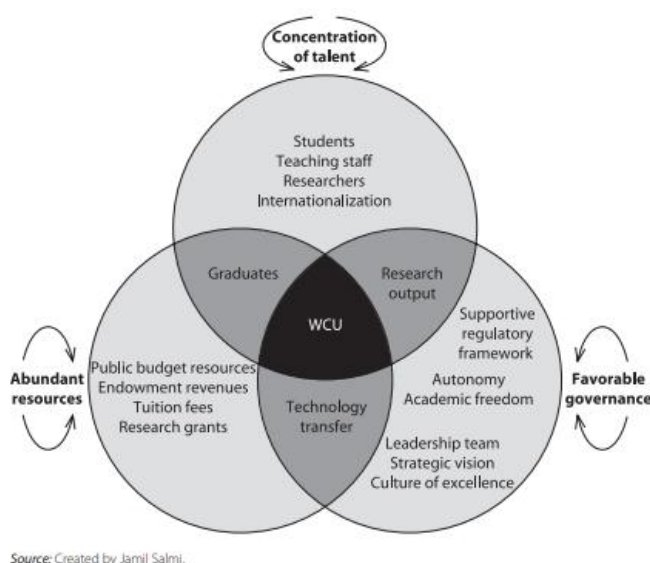 Concentration
of talent
Students
Teaching staff
Researchers
Internationalization
Graduates
Research
output
WCU
Supportive
regulatory
framework
Abundant
resources
Public budget resources
Endowment revenues
Tuition fees
Research grants
Technology
transfer
Autonomy
Academic freedom
Favorable
governance
Leadership team
Strategic vision
Culture of excellence
Source: Created by Jamil Salmi.